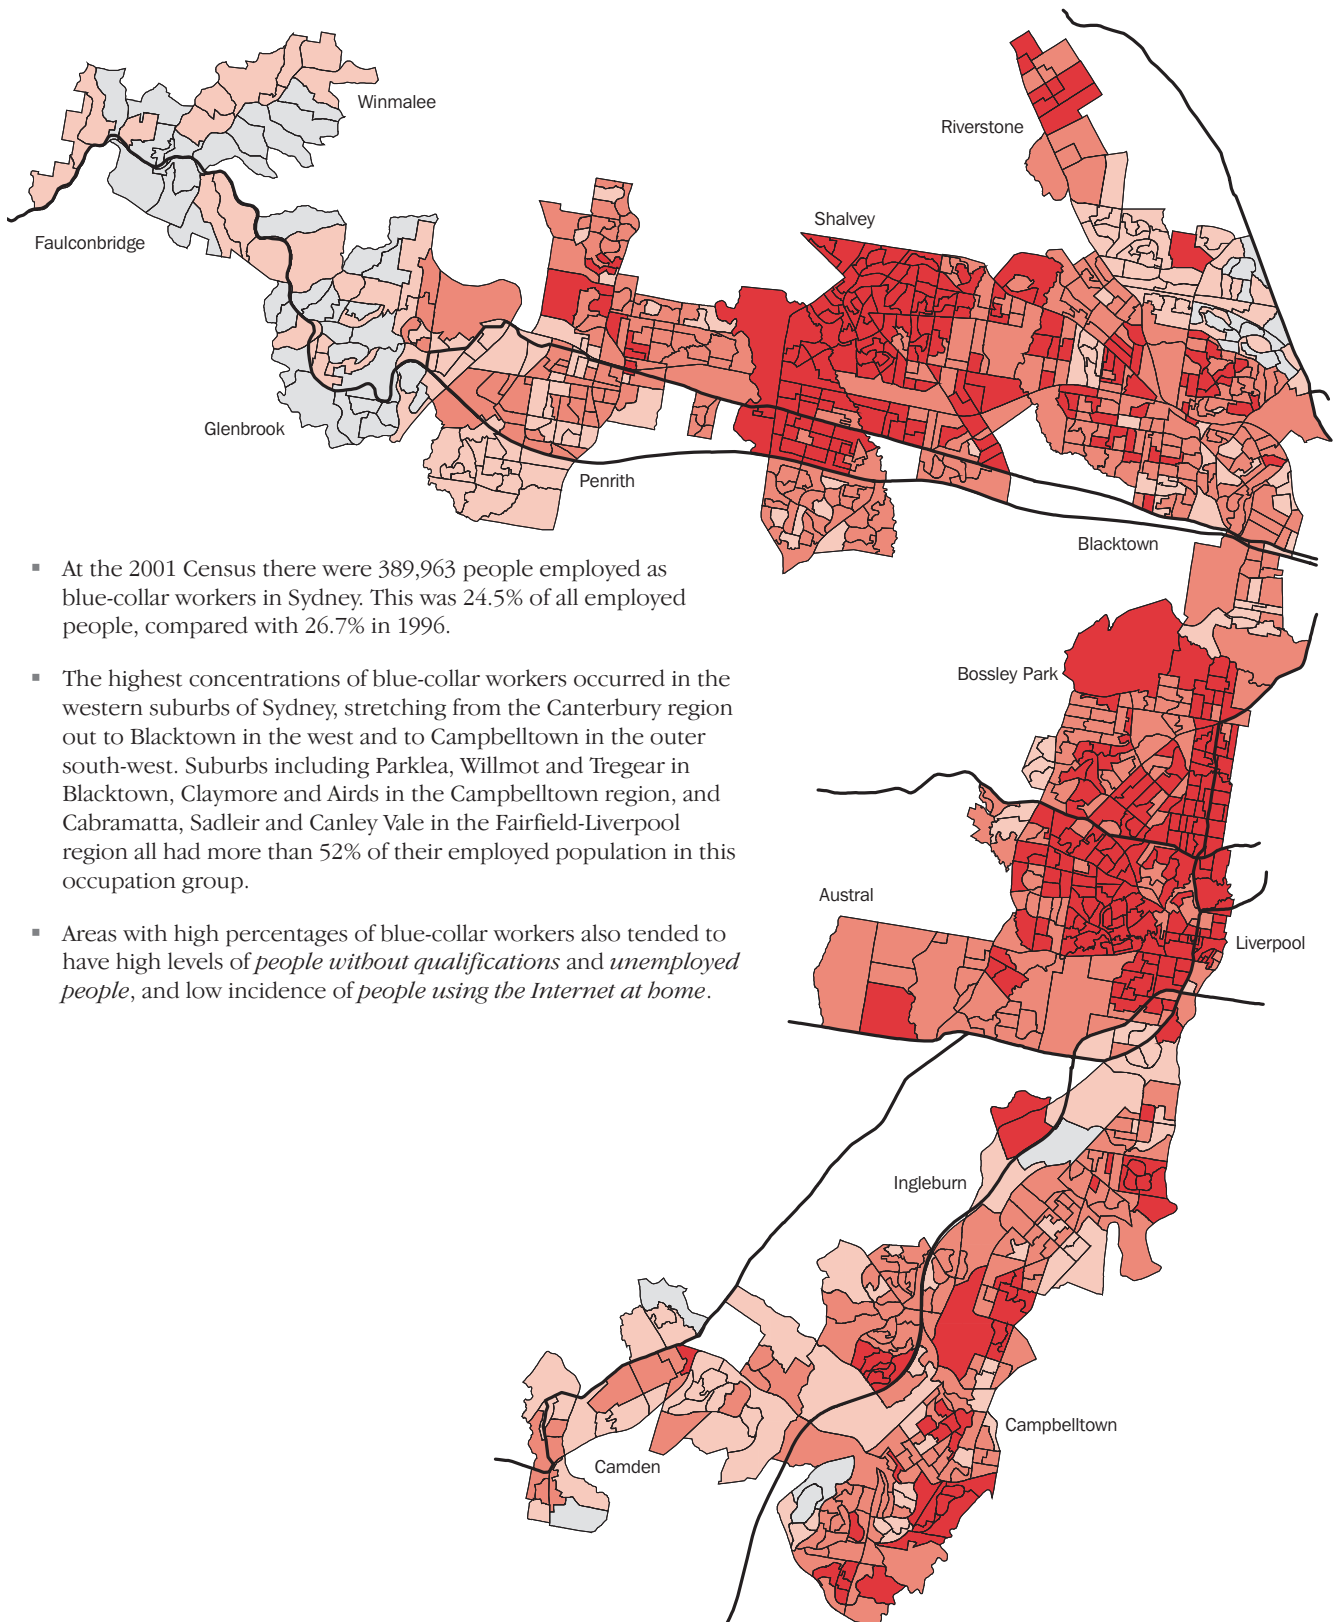 Winmalee
Riverstone
Shalvey
Faulconbridge
Glenbrook
Penrith
Blacktown
▪ At the 2001 Census there were 389,963 people employed as
blue-collar workers in Sydney. This was 24.5% of all employed
people, compared with 26.7% in 1996.
▪ The highest concentrations of blue-collar workers occurred in the
western suburbs of Sydney, stretching from the Canterbury region
out to Blacktown in the west and to Campbelltown in the outer
south-west. Suburbs including Parklea, Willmot and Tregear in
Blacktown, Claymore and Airds in the Campbelltown region, and
Cabramatta, Sadleir and Canley Vale in the Fairfield-Liverpool
region all had more than 52% of their employed population in this
occupation group.
▪ Areas with high percentages of blue-collar workers also tended to
have high levels of people without qualifications and unemployed
people, and low incidence of people using the Internet at home.
Bossley Park
Austral
Liverpool
Ingleburn
Campbelltown
Camden